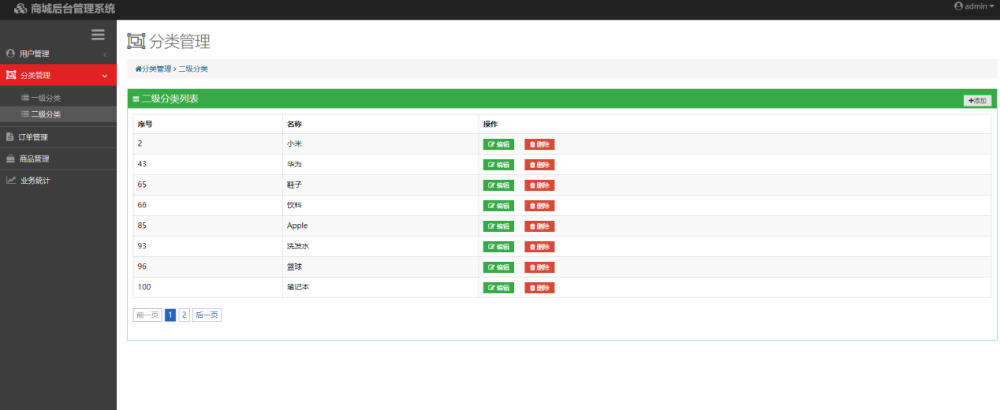 商城后台管理系统
admin
用户管理
分类管理
一级分类
二级分类
订单管理
商品管理
业务统计
分类管理
分类管理 > 二级分类
二级分类列表
添加
序号 名称 操作
2 小米 编辑 删除
43 华为 编辑 删除
65 鞋子 编辑 删除
66 饮料 编辑 删除
85 Apple 编辑 删除
93 洗发水 编辑 删除
96 篮球 编辑 删除
100 笔记本 编辑 删除
前一页 1 2 后一页